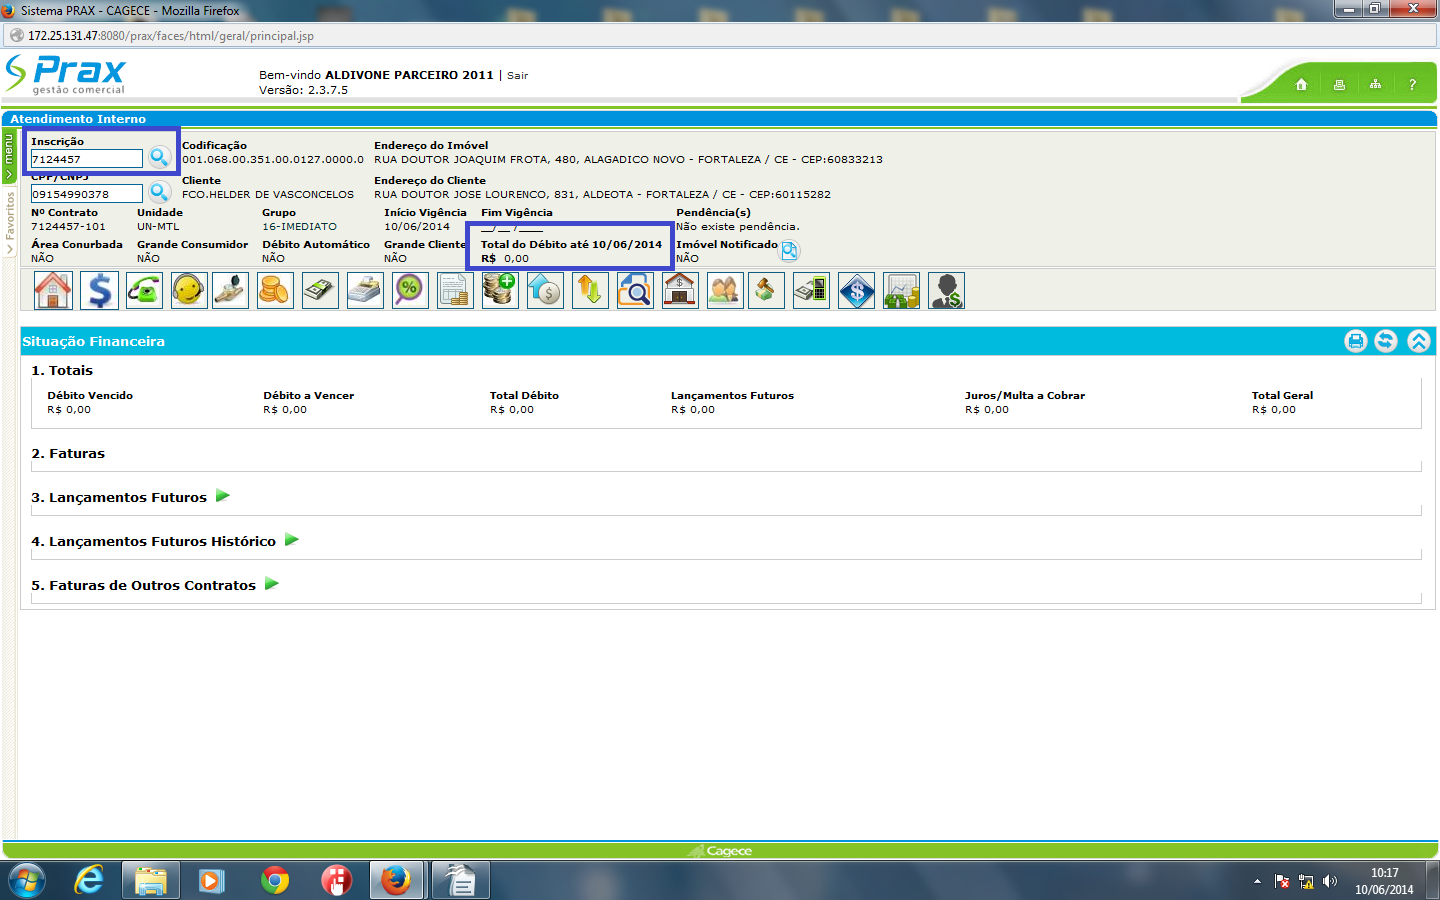 Sistema PRAX - CAGECE - Mozilla Firefox
172.25.131.47:8080/prax/faces/html/geral/principal.jsp
Prax
gestão comercial
Bem-vindo ALDIVONE PARCEIRO 2011 | Sair
Versão: 2.3.7.5
?
Atendimento Interno
menu
Favoritos
Inscrição Codificação Endereço do Imóvel
7124457 001.068.00.351.00.0127.0000.0 RUA DOUTOR JOAQUIM FROTA, 480, ALAGADICO NOVO - FORTALEZA / CE - CEP:60833213
CPF/CNPJ Cliente Endereço do Cliente
09154990378 FCO.HELDER DE VASCONCELOS RUA DOUTOR JOSE LOURENCO, 831, ALDEOTA - FORTALEZA / CE - CEP:60115282
Nº Contrato Unidade Grupo Início Vigência Fim Vigência Pendência(s)
7124457-101 UN-MTL 16-IMEDIATO 10/06/2014 __/__/____ Não existe pendência.
Área Conurbada Grande Consumidor Débito Automático Grande Cliente Total do Débito até 10/06/2014 Imóvel Notificado
NÃO NÃO NÃO NÃO R$ 0,00 NÃO
Situação Financeira
1. Totais
Débito Vencido Débito a Vencer Total Débito Lançamentos Futuros Juros/Multa a Cobrar Total Geral
R$ 0,00 R$ 0,00 R$ 0,00 R$ 0,00 R$ 0,00 R$ 0,00
2. Faturas
3. Lançamentos Futuros
4. Lançamentos Futuros Histórico
5. Faturas de Outros Contratos
Cagece
10:17
10/06/2014